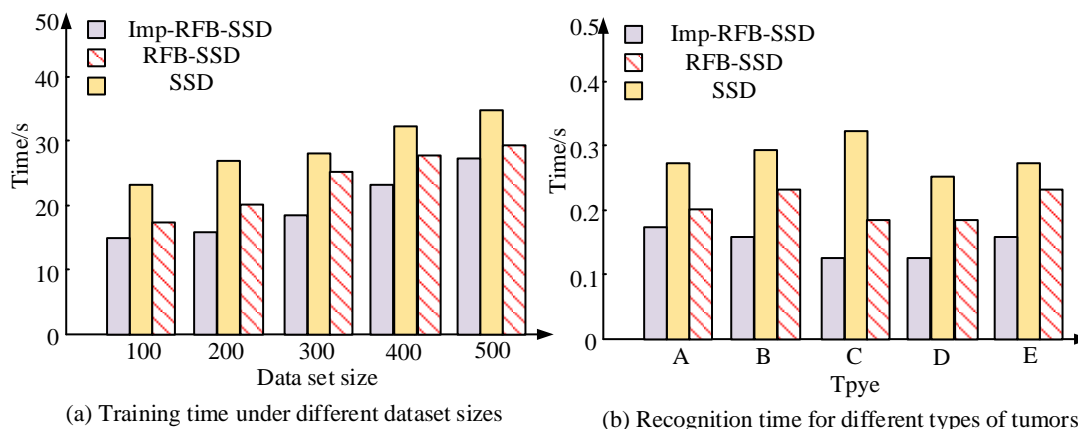 50
40
30
20
10
0
Time/s
Imp-RFB-SSD
RFB-SSD
SSD
100 200 300 400 500
Data set size
(a) Training time under different dataset sizes
0.5
0.4
0.3
0.2
0.1
0
Time/s
Imp-RFB-SSD
RFB-SSD
SSD
A B C D E
Tpye
(b) Recognition time for different types of tumors